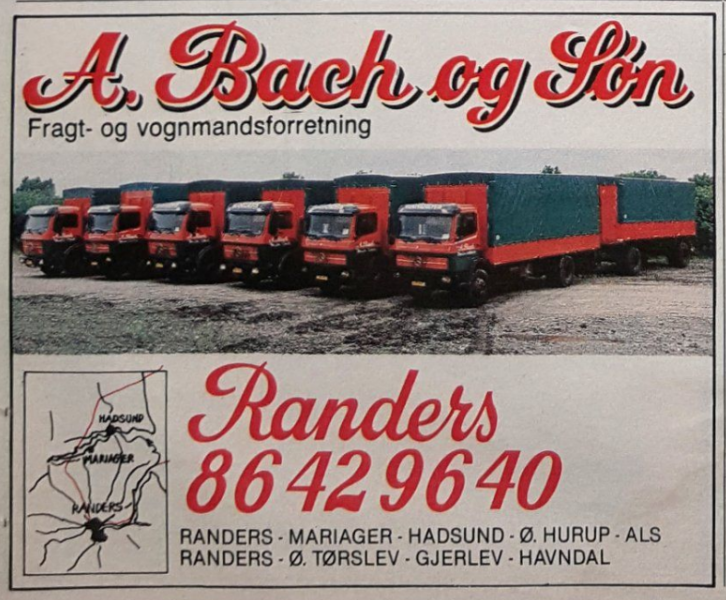 A. Bach og Søn
Fragt- og vognmandsforretning
Randers
86 42 96 40
HADSUND
MARIAGER
RANDERS
RANDERS - MARIAGER - HADSUND - Ø. HURUP - ALS
RANDERS - Ø. TØRSLEV - GJERLEV - HAVNDAL